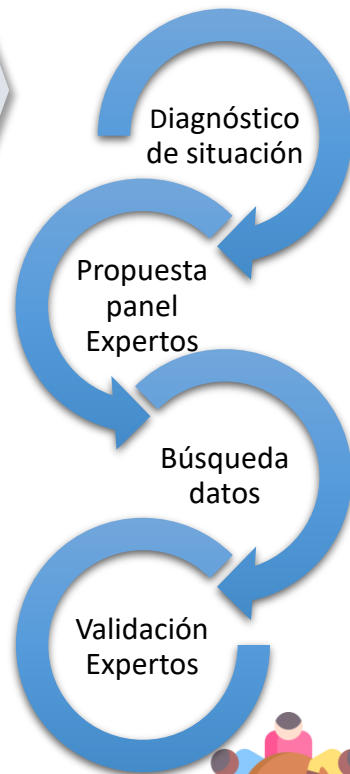 Diagnóstico
de situación
Propuesta
panel
Expertos
Búsqueda
datos
Validación
Expertos